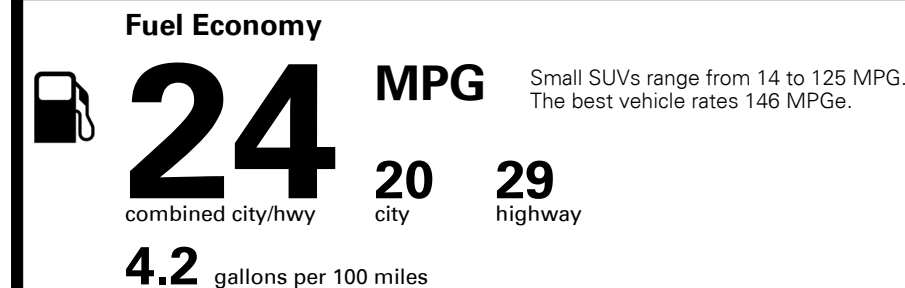 Fuel Economy
24
MPG
Small SUVs range from 14 to 125 MPG.
The best vehicle rates 146 MPGe.
combined city/hwy
20
city
29
highway
4.2 gallons per 100 miles